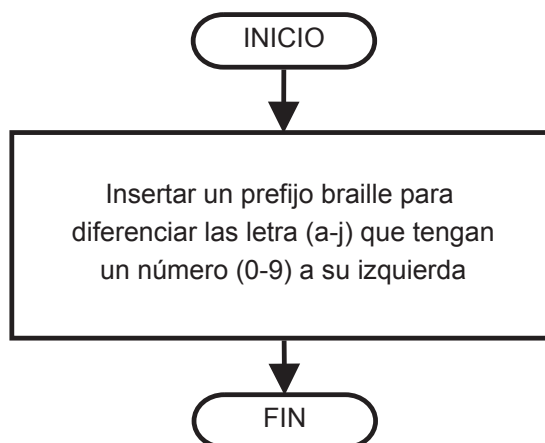 INICIO
Insertar un prefijo braille para
diferenciar las letra (a-j) que tengan
un número (0-9) a su izquierda
FIN